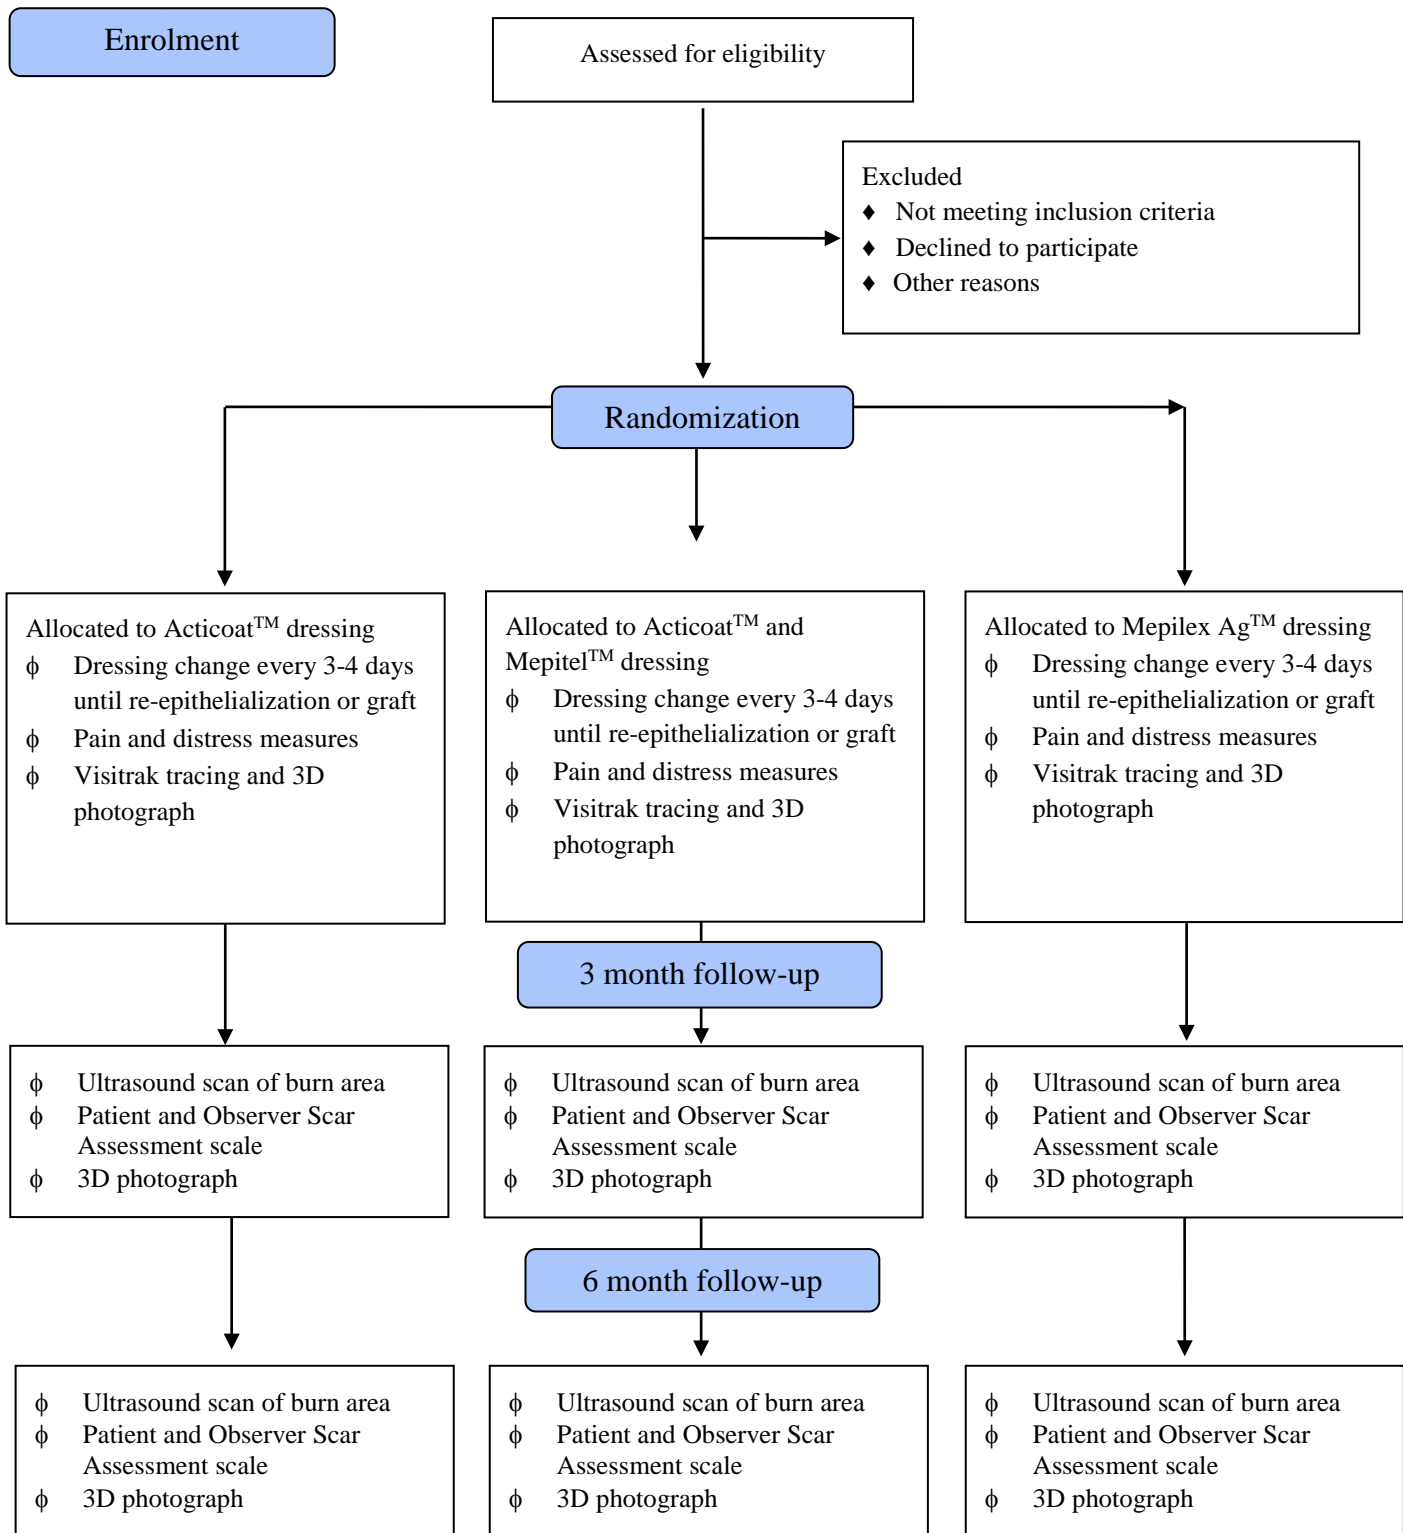 Enrolment
Assessed for eligibility
Excluded
♦ Not meeting inclusion criteria
♦ Declined to participate
♦ Other reasons
Randomization
Allocated to Acticoat™ dressing
ϕ Dressing change every 3-4 days
until re-epithelialization or graft
ϕ Pain and distress measures
ϕ Visitrak tracing and 3D
photograph
Allocated to Acticoat™ and
Mepitel™ dressing
ϕ Dressing change every 3-4 days
until re-epithelialization or graft
ϕ Pain and distress measures
ϕ Visitrak tracing and 3D
photograph
Allocated to Mepilex Ag™ dressing
ϕ Dressing change every 3-4 days
until re-epithelialization or graft
ϕ Pain and distress measures
ϕ Visitrak tracing and 3D
photograph
3 month follow-up
ϕ Ultrasound scan of burn area
ϕ Patient and Observer Scar
Assessment scale
ϕ 3D photograph
ϕ Ultrasound scan of burn area
ϕ Patient and Observer Scar
Assessment scale
ϕ 3D photograph
ϕ Ultrasound scan of burn area
ϕ Patient and Observer Scar
Assessment scale
ϕ 3D photograph
6 month follow-up
ϕ Ultrasound scan of burn area
ϕ Patient and Observer Scar
Assessment scale
ϕ 3D photograph
ϕ Ultrasound scan of burn area
ϕ Patient and Observer Scar
Assessment scale
ϕ 3D photograph
ϕ Ultrasound scan of burn area
ϕ Patient and Observer Scar
Assessment scale
ϕ 3D photograph